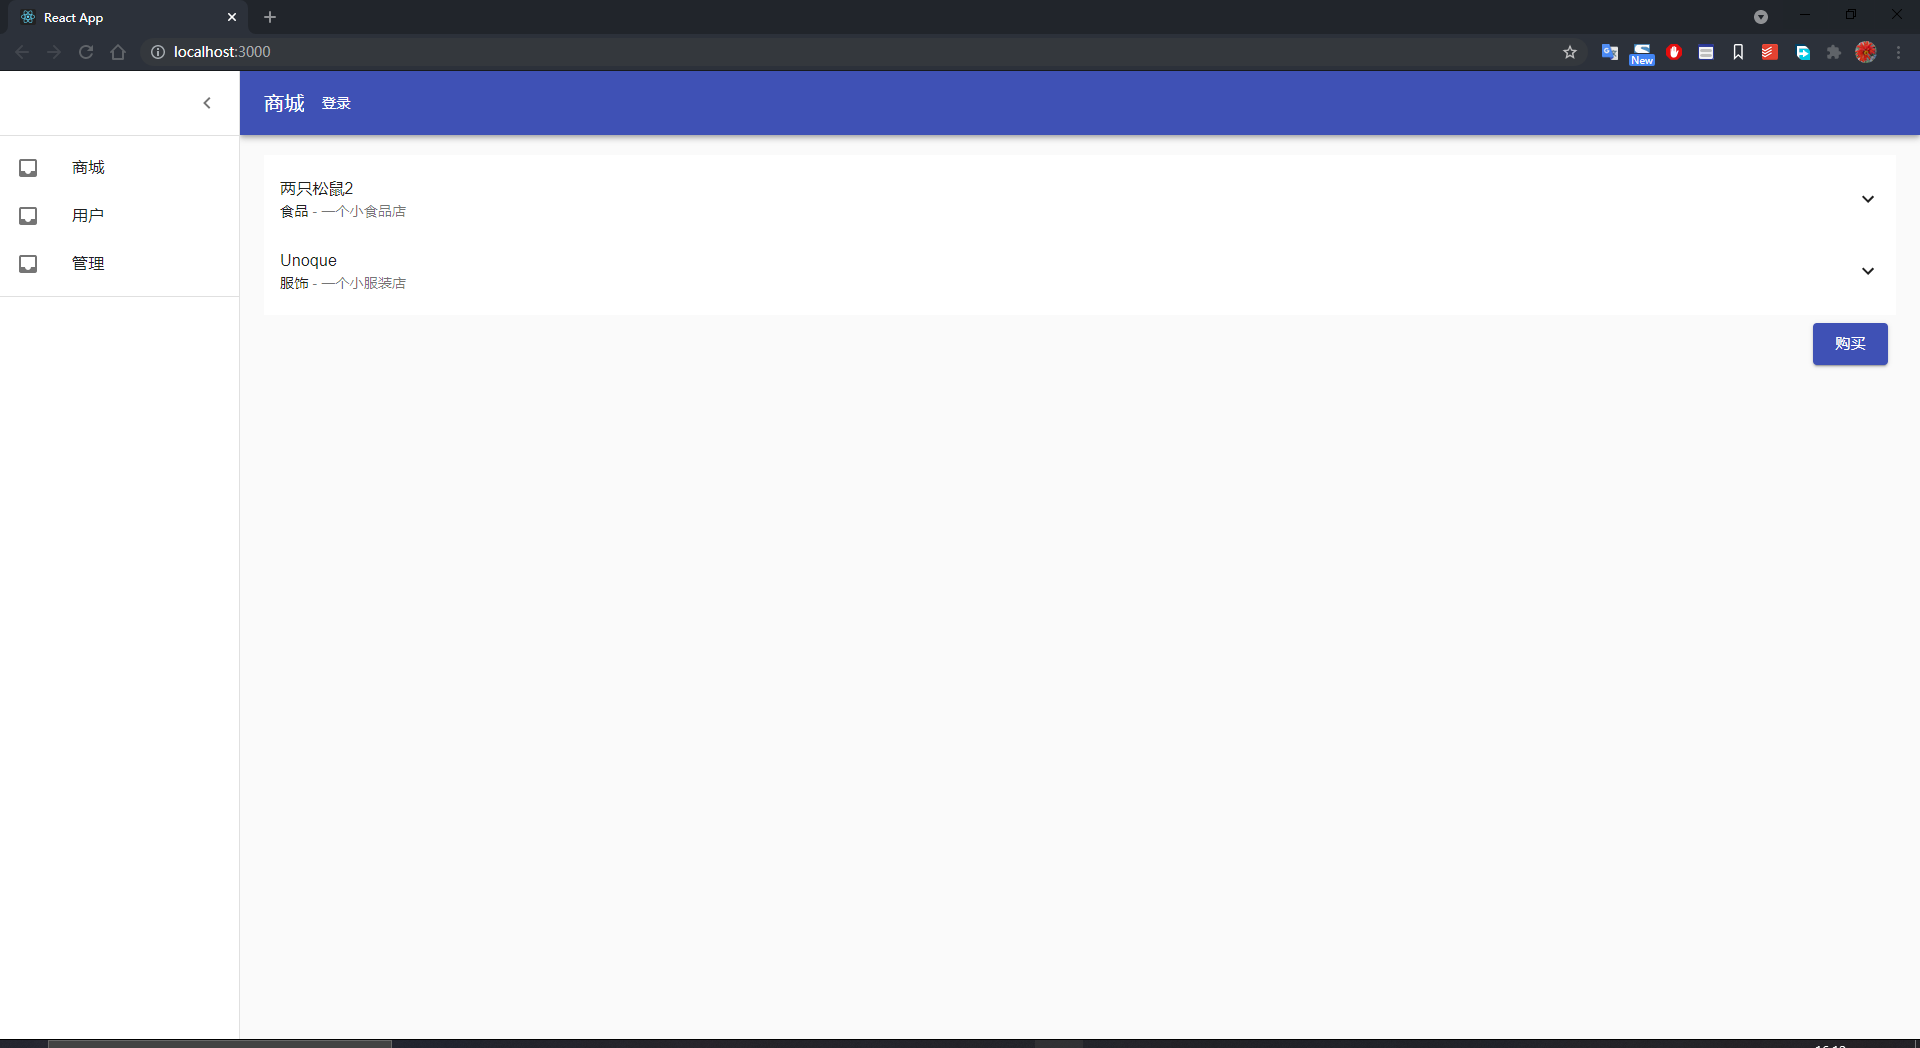 React App
localhost:3000
New
商城 登录
商城
用户
管理
两只松鼠2
食品 - 一个小食品店
Unoque
服饰 - 一个小服装店
购买